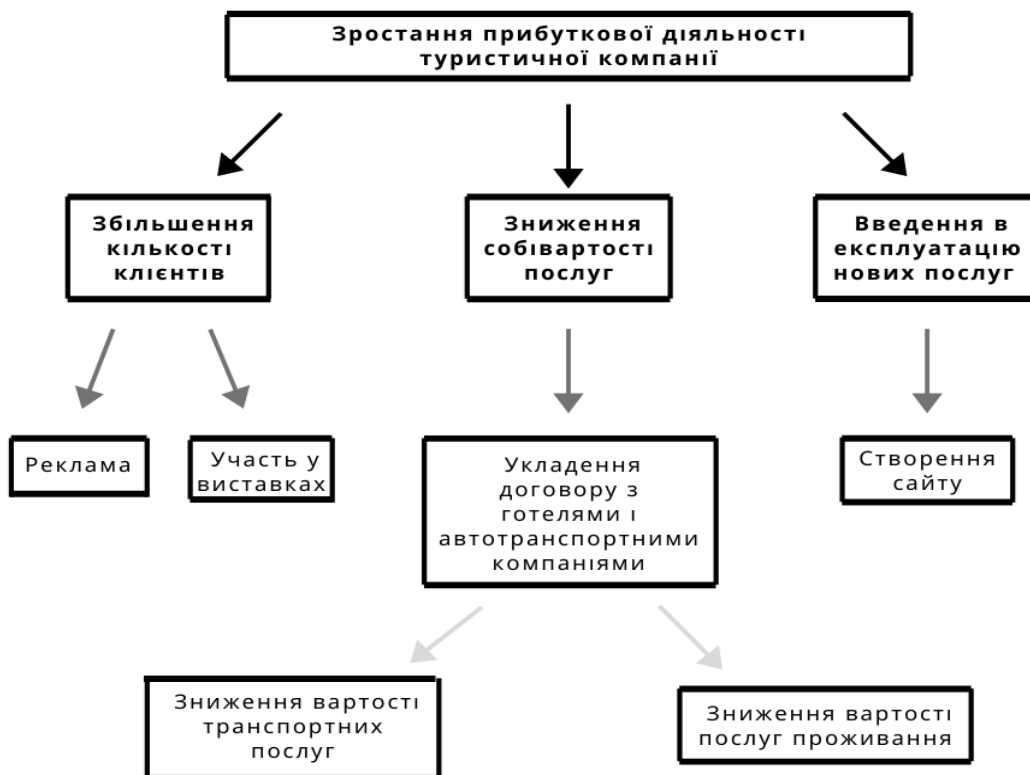 Зростання прибуткової діяльності
туристичної компанії
Збільшення
кількості
клієнтів
Зниження
собівартості
послуг
Введення в
експлуатацію
нових послуг
Реклама
Участь у
виставках
Укладення
договору з
готелями і
автотранспортними
компаніями
Створення
сайту
Зниження вартості
транспортних
послуг
Зниження вартості
послуг проживання